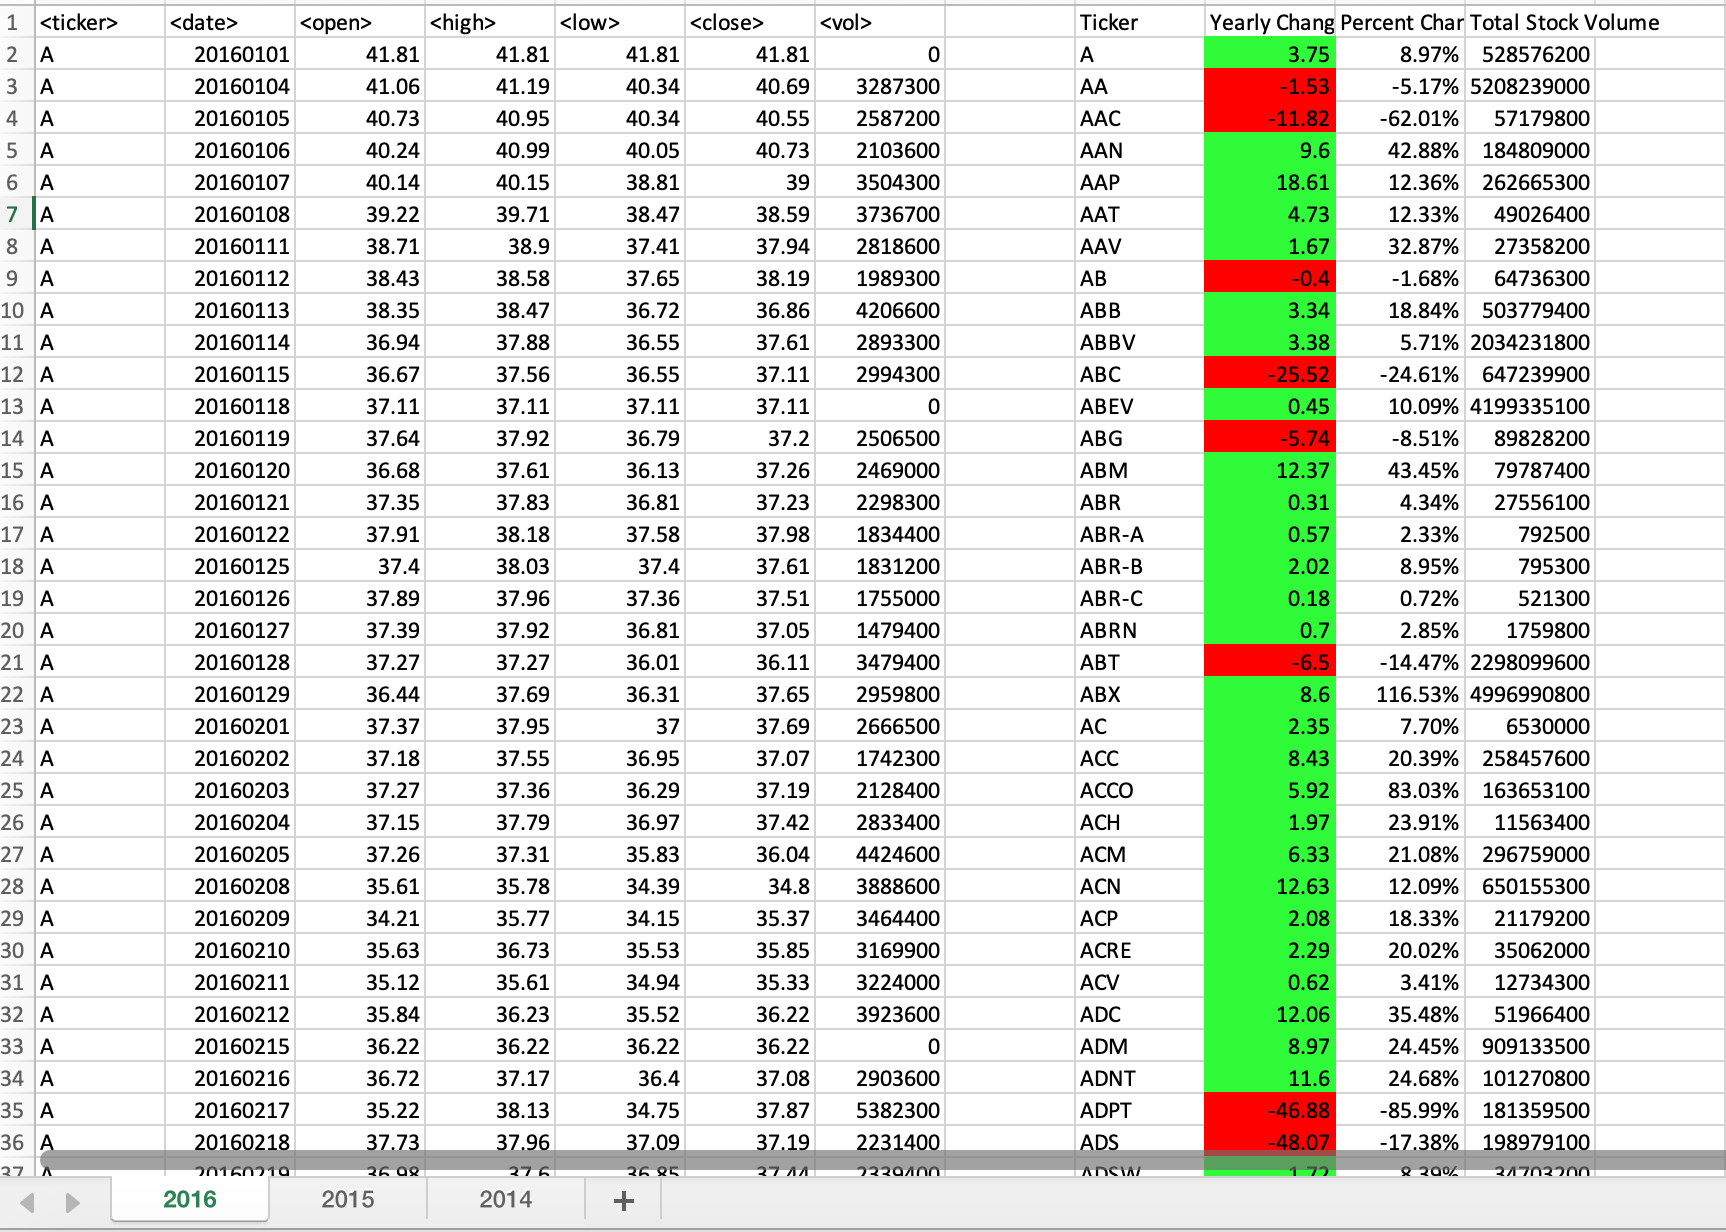 1 <ticker> <date> <open> <high> <low> <close> <vol> Ticker Yearly Chang Percent Char Total Stock Volume
2 A 20160101 41.81 41.81 41.81 41.81 0 A 3.75 8.97% 528576200
3 A 20160104 41.06 41.19 40.34 40.69 3287300 AA -1.53 -5.17% 5208239000
4 A 20160105 40.73 40.95 40.34 40.55 2587200 AAC -11.82 -62.01% 57179800
5 A 20160106 40.24 40.99 40.05 40.73 2103600 AAN 9.6 42.88% 184809000
6 A 20160107 40.14 40.15 38.81 39 3504300 AAP 18.61 12.36% 262665300
7 A 20160108 39.22 39.71 38.47 38.59 3736700 AAT 4.73 12.33% 49026400
8 A 20160111 38.71 38.9 37.41 37.94 2818600 AAV 1.67 32.87% 27358200
9 A 20160112 38.43 38.58 37.65 38.19 1989300 AB -0.4 -1.68% 64736300
10 A 20160113 38.35 38.47 36.72 36.86 4206600 ABB 3.34 18.84% 503779400
11 A 20160114 36.94 37.88 36.55 37.61 2893300 ABBV 3.38 5.71% 2034231800
12 A 20160115 36.67 37.56 36.55 37.11 2994300 ABC -25.52 -24.61% 647239900
13 A 20160118 37.11 37.11 37.11 37.11 0 ABEV 0.45 10.09% 4199335100
14 A 20160119 37.64 37.92 36.79 37.2 2506500 ABG -5.74 -8.51% 89828200
15 A 20160120 36.68 37.61 36.13 37.26 2469000 ABM 12.37 43.45% 79787400
16 A 20160121 37.35 37.83 36.81 37.23 2298300 ABR 0.31 4.34% 27556100
17 A 20160122 37.91 38.18 37.58 37.98 1834400 ABR-A 0.57 2.33% 792500
18 A 20160125 37.4 38.03 37.4 37.61 1831200 ABR-B 2.02 8.95% 795300
19 A 20160126 37.89 37.96 37.36 37.51 1755000 ABR-C 0.18 0.72% 521300
20 A 20160127 37.39 37.92 36.81 37.05 1479400 ABRN 0.7 2.85% 1759800
21 A 20160128 37.27 37.27 36.01 36.11 3479400 ABT -6.5 -14.47% 2298099600
22 A 20160129 36.44 37.69 36.31 37.65 2959800 ABX 8.6 116.53% 4996990800
23 A 20160201 37.37 37.95 37 37.69 2666500 AC 2.35 7.70% 6530000
24 A 20160202 37.18 37.55 36.95 37.07 1742300 ACC 8.43 20.39% 258457600
25 A 20160203 37.27 37.36 36.29 37.19 2128400 ACCO 5.92 83.03% 163653100
26 A 20160204 37.15 37.79 36.97 37.42 2833400 ACH 1.97 23.91% 11563400
27 A 20160205 37.26 37.31 35.83 36.04 4424600 ACM 6.33 21.08% 296759000
28 A 20160208 35.61 35.78 34.39 34.8 3888600 ACN 12.63 12.09% 650155300
29 A 20160209 34.21 35.77 34.15 35.37 3464400 ACP 2.08 18.33% 21179200
30 A 20160210 35.63 36.73 35.53 35.85 3169900 ACRE 2.29 20.02% 35062000
31 A 20160211 35.12 35.61 34.94 35.33 3224000 ACV 0.62 3.41% 12734300
32 A 20160212 35.84 36.23 35.52 36.22 3923600 ADC 12.06 35.48% 51966400
33 A 20160215 36.22 36.22 36.22 36.22 0 ADM 8.97 24.45% 909133500
34 A 20160216 36.72 37.17 36.4 37.08 2903600 ADNT 11.6 24.68% 101270800
35 A 20160217 35.22 38.13 34.75 37.87 5382300 ADPT -46.88 -85.99% 181359500
36 A 20160218 37.73 37.96 37.09 37.19 2231400 ADS -48.07 -17.38% 198979100
37 A 20160219 36.98 37.6 36.85 37.44 2339400 ADSW 1.72 8.39% 34703200
2016 2015 2014 +